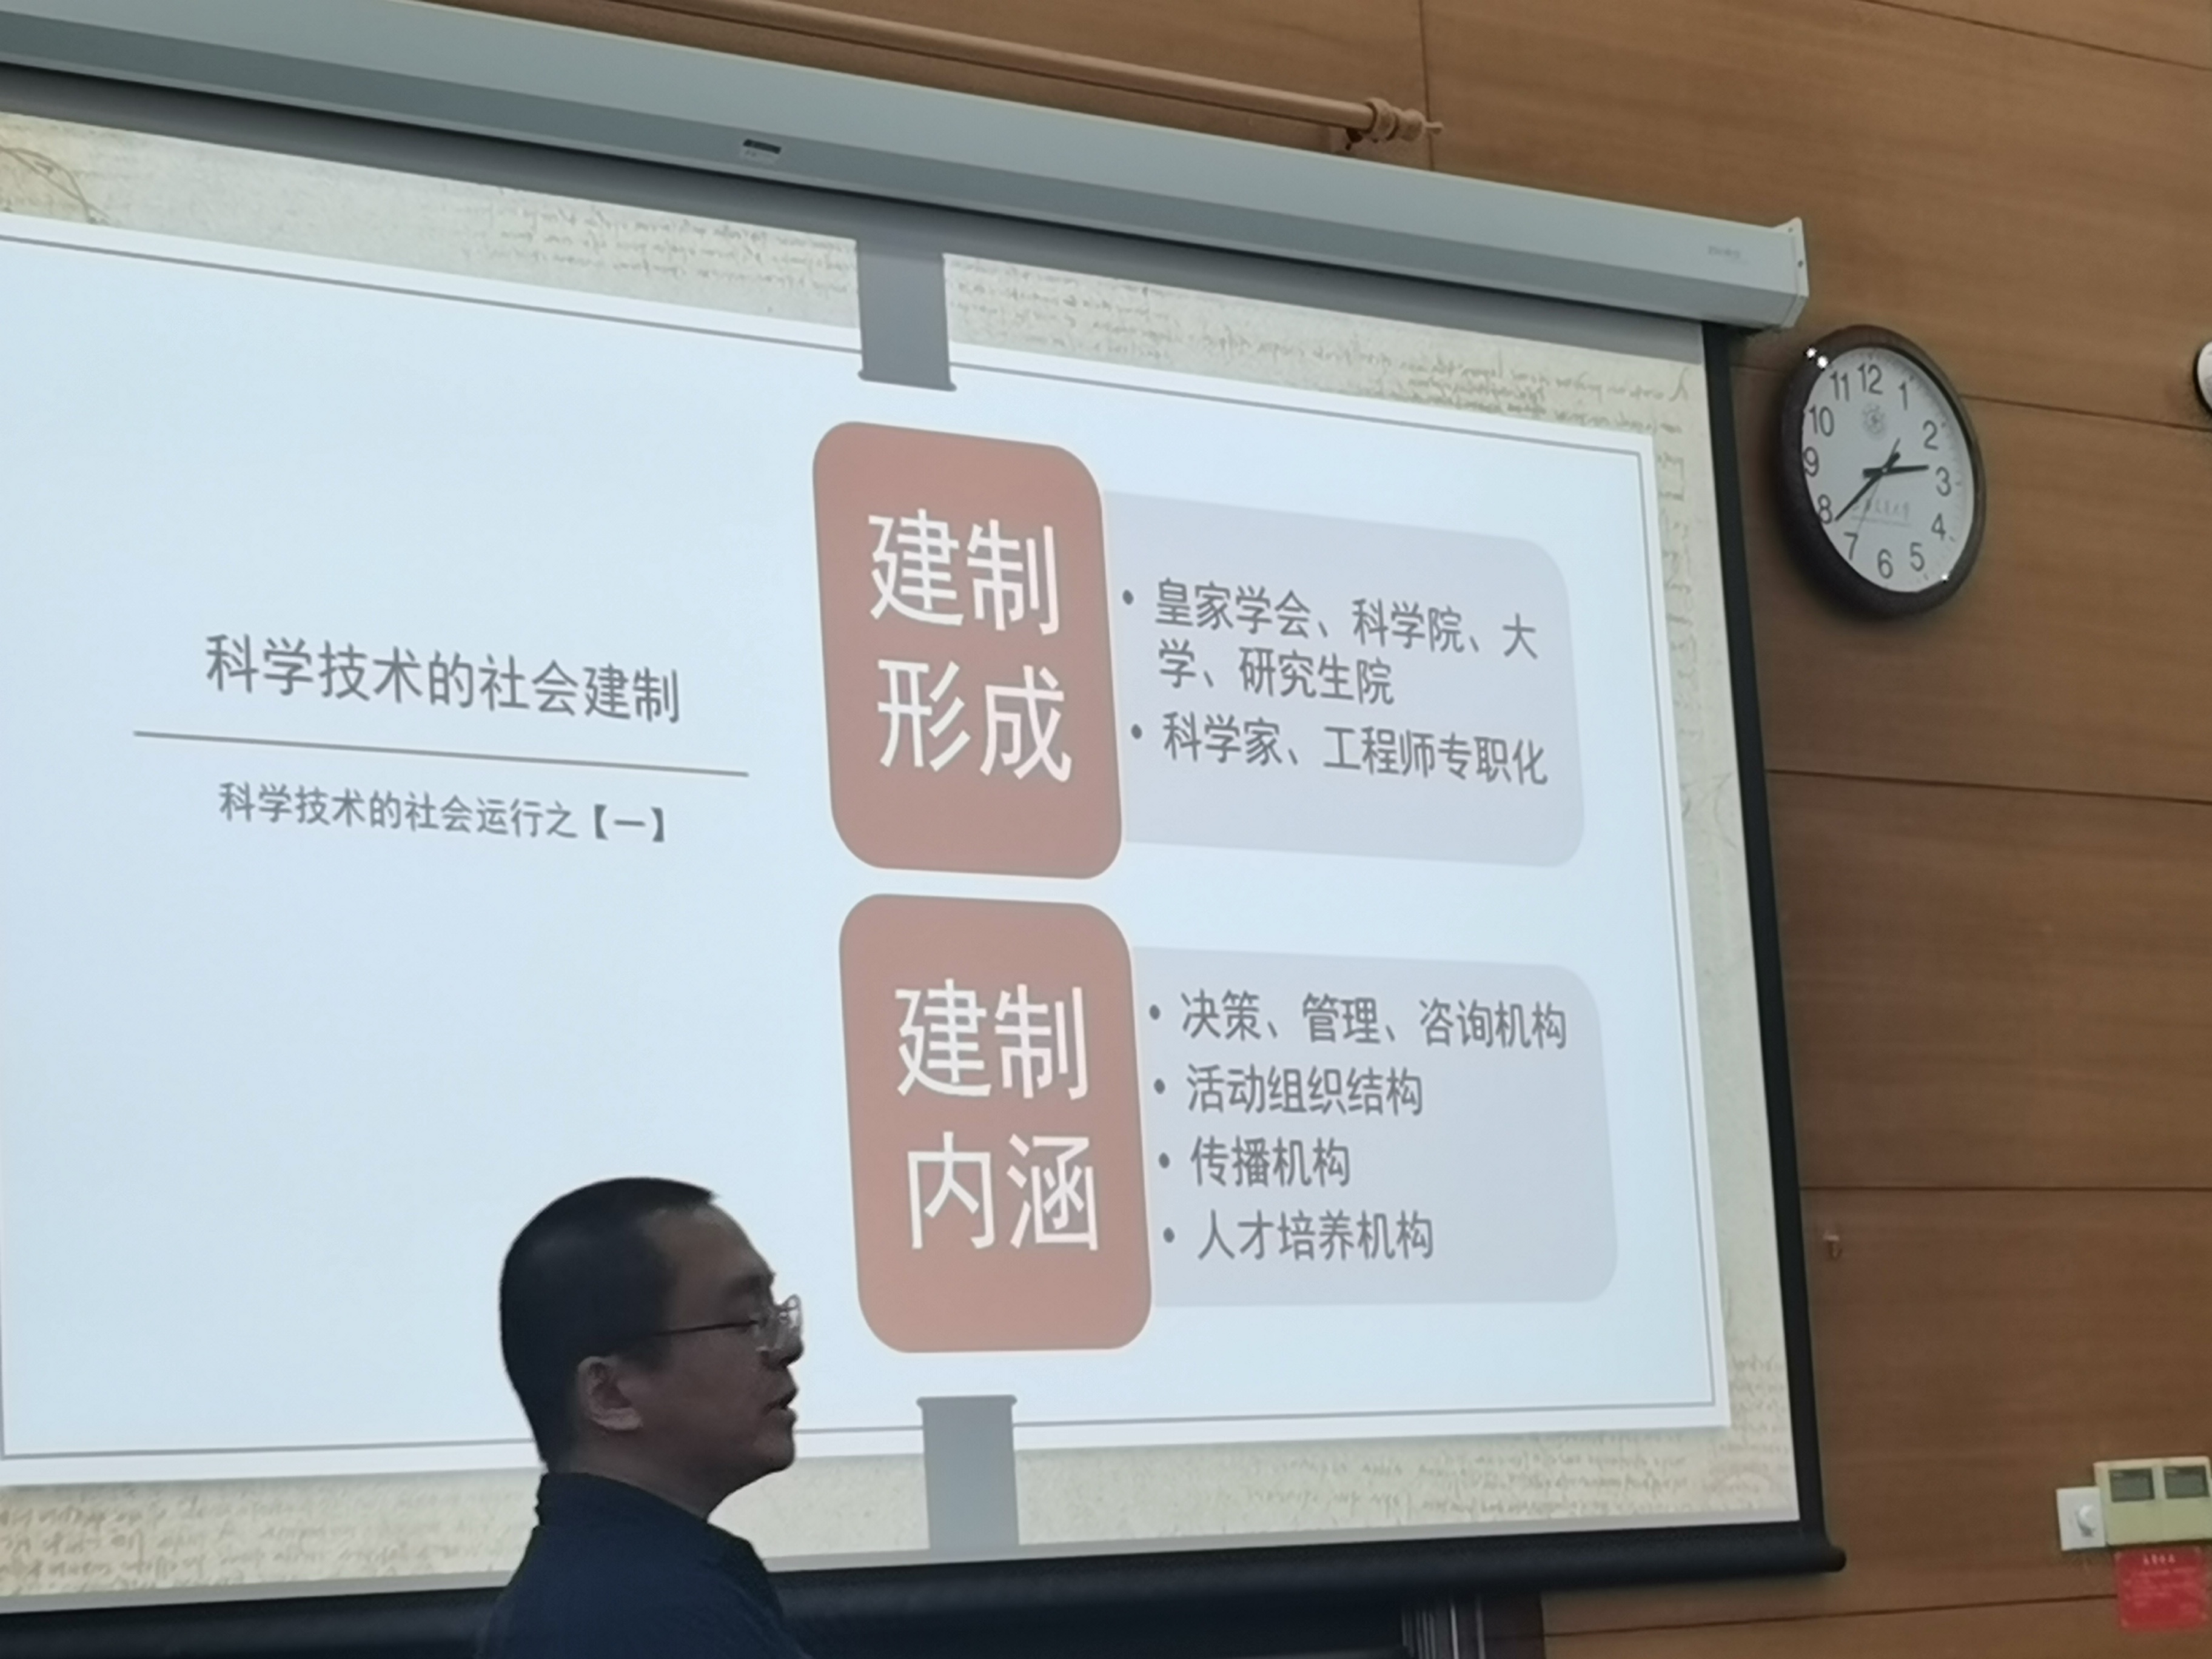 科学技术的社会建制
科学技术的社会运行之【一】
建制
形成
• 皇家学会、科学院、大
学、研究生院
• 科学家、工程师专职化
建制
内涵
• 决策、管理、咨询机构
• 活动组织结构
• 传播机构
• 人才培养机构
12
1
2
3
4
5
6
7
8
9
10
11